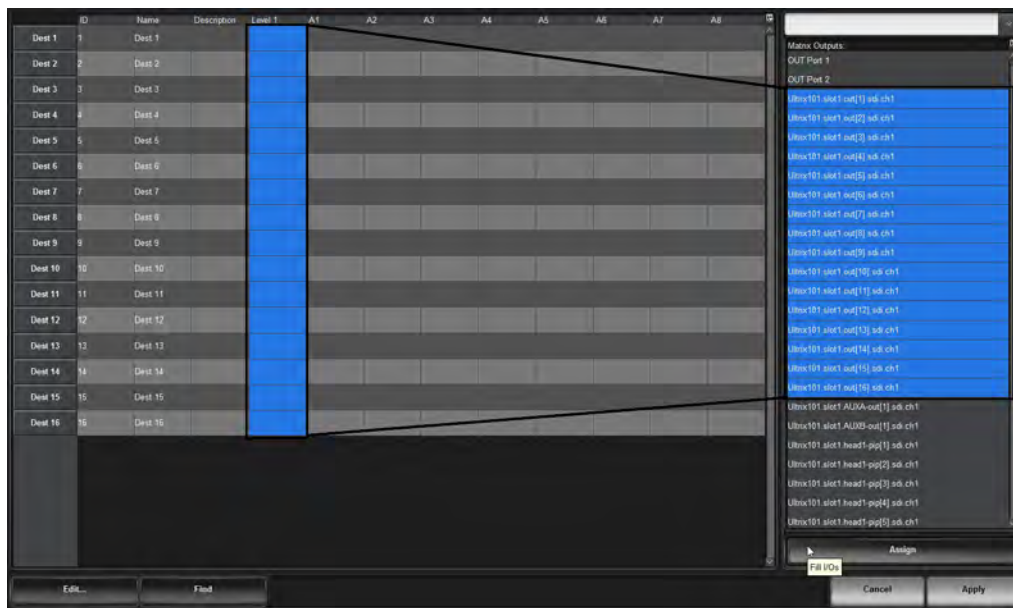 ID Name Description Level 1 A1 A2 A3 A4 A5 A6 A7 A8
Dest 1 1 Dest 1
Dest 2 2 Dest 2
Dest 3 3 Dest 3
Dest 4 4 Dest 4
Dest 5 5 Dest 5
Dest 6 6 Dest 6
Dest 7 7 Dest 7
Dest 8 8 Dest 8
Dest 9 9 Dest 9
Dest 10 10 Dest 10
Dest 11 11 Dest 11
Dest 12 12 Dest 12
Dest 13 13 Dest 13
Dest 14 14 Dest 14
Dest 15 15 Dest 15
Dest 16 16 Dest 16
Matrix Outputs:
OUT Port 1
OUT Port 2
Ultrix101.slot1.out[1].sdi.ch1
Ultrix101.slot1.out[2].sdi.ch1
Ultrix101.slot1.out[3].sdi.ch1
Ultrix101.slot1.out[4].sdi.ch1
Ultrix101.slot1.out[5].sdi.ch1
Ultrix101.slot1.out[6].sdi.ch1
Ultrix101.slot1.out[7].sdi.ch1
Ultrix101.slot1.out[8].sdi.ch1
Ultrix101.slot1.out[9].sdi.ch1
Ultrix101.slot1.out[10].sdi.ch1
Ultrix101.slot1.out[11].sdi.ch1
Ultrix101.slot1.out[12].sdi.ch1
Ultrix101.slot1.out[13].sdi.ch1
Ultrix101.slot1.out[14].sdi.ch1
Ultrix101.slot1.out[15].sdi.ch1
Ultrix101.slot1.out[16].sdi.ch1
Ultrix101.slot1.AUXA-out[1].sdi.ch1
Ultrix101.slot1.AUXB-out[1].sdi.ch1
Ultrix101.slot1.head1-pip[1].sdi.ch1
Ultrix101.slot1.head1-pip[2].sdi.ch1
Ultrix101.slot1.head1-pip[3].sdi.ch1
Ultrix101.slot1.head1-pip[4].sdi.ch1
Ultrix101.slot1.head1-pip[5].sdi.ch1
Assign
Fill I/Os
Edit... Find Cancel Apply